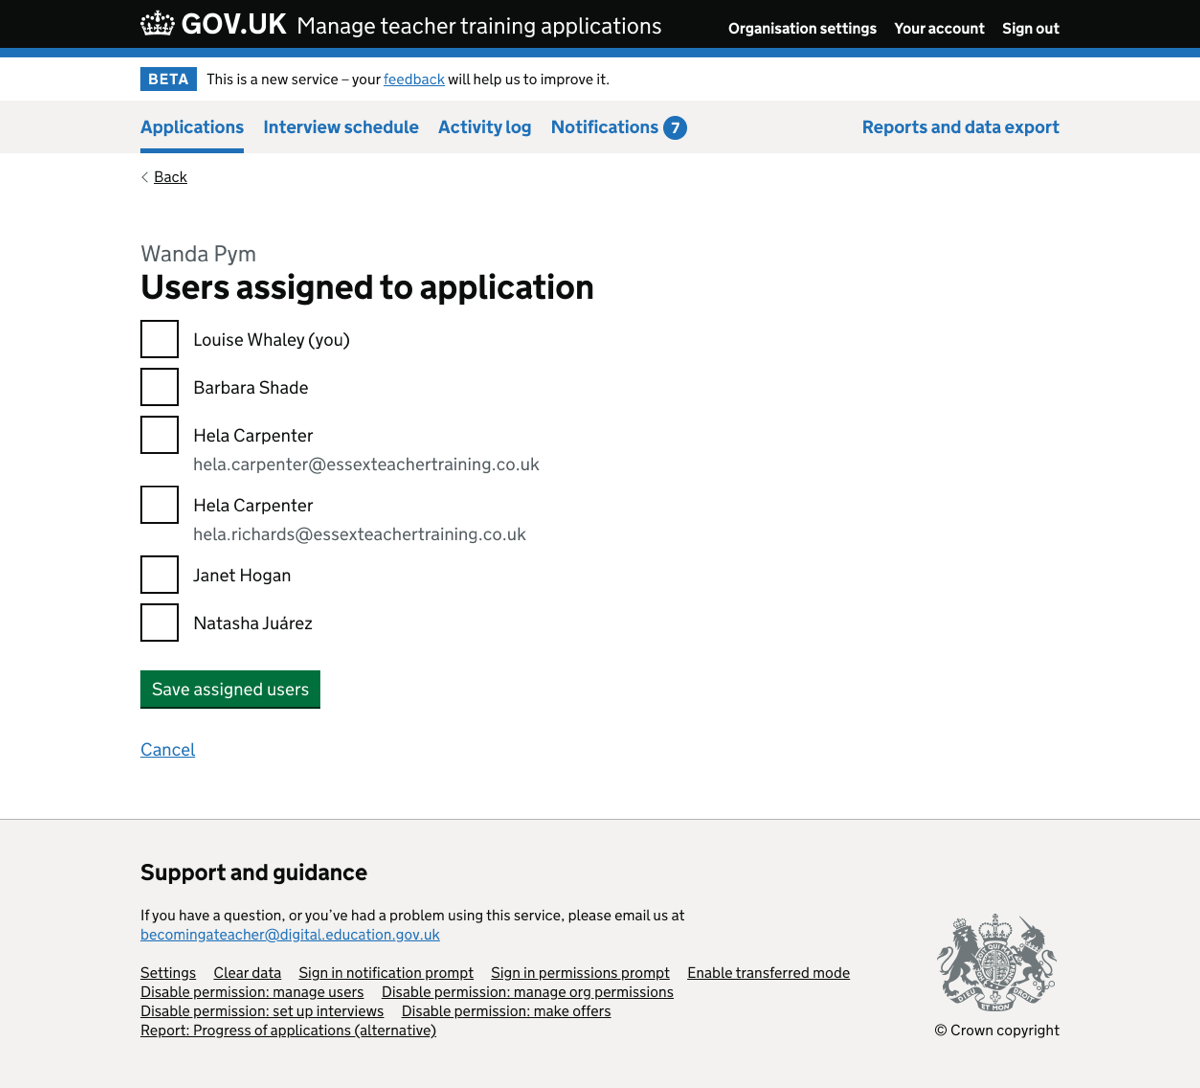 GOV.UK Manage teacher training applications Organisation settings Your account Sign out
BETA This is a new service – your feedback will help us to improve it.
Applications Interview schedule Activity log Notifications 7 Reports and data export
Back
Wanda Pym
Users assigned to application
Louise Whaley (you)
Barbara Shade
Hela Carpenter
hela.carpenter@essexteachertraining.co.uk
Hela Carpenter
hela.richards@essexteachertraining.co.uk
Janet Hogan
Natasha Juárez
Save assigned users
Cancel
Support and guidance
If you have a question, or you’ve had a problem using this service, please email us at
becomingateacher@digital.education.gov.uk
Settings Clear data Sign in notification prompt Sign in permissions prompt Enable transferred mode
Disable permission: manage users Disable permission: manage org permissions
Disable permission: set up interviews Disable permission: make offers
Report: Progress of applications (alternative)
DIEU ET MON DROIT
© Crown copyright